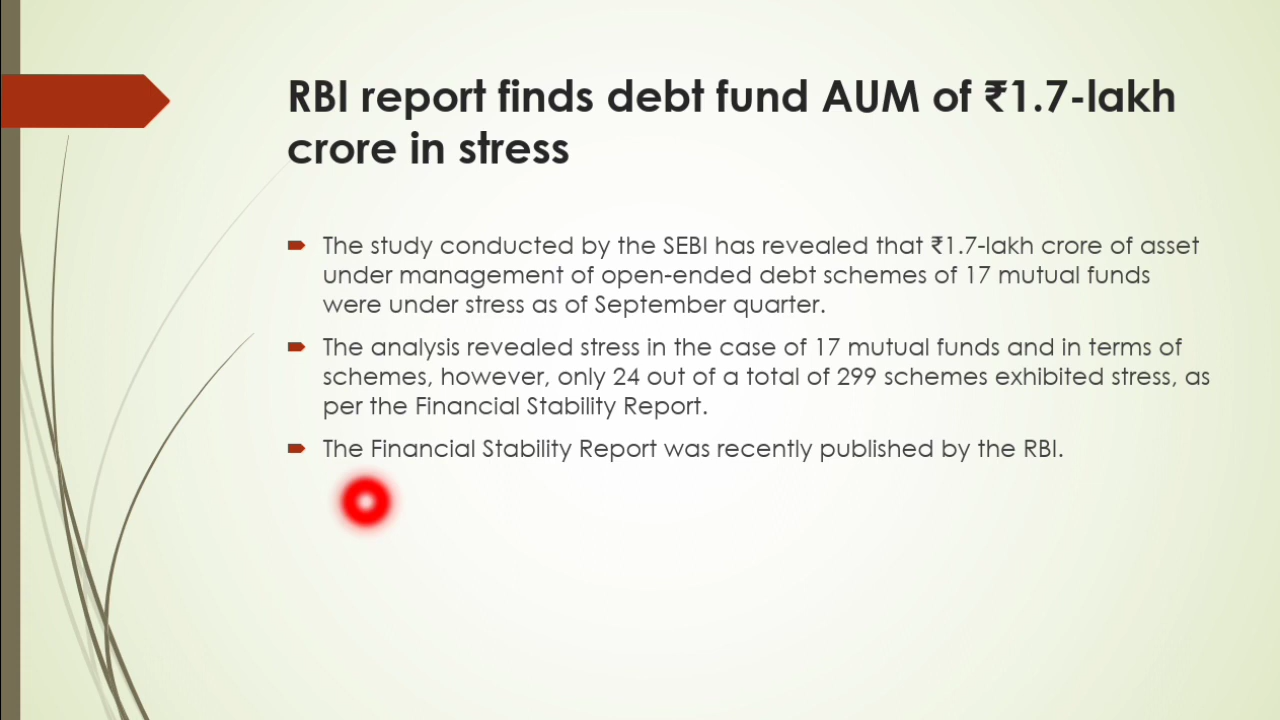 RBI report finds debt fund AUM of ₹1.7-lakh
crore in stress
The study conducted by the SEBI has revealed that ₹1.7-lakh crore of asset
under management of open-ended debt schemes of 17 mutual funds
were under stress as of September quarter.
The analysis revealed stress in the case of 17 mutual funds and in terms of
schemes, however, only 24 out of a total of 299 schemes exhibited stress, as
per the Financial Stability Report.
The Financial Stability Report was recently published by the RBI.